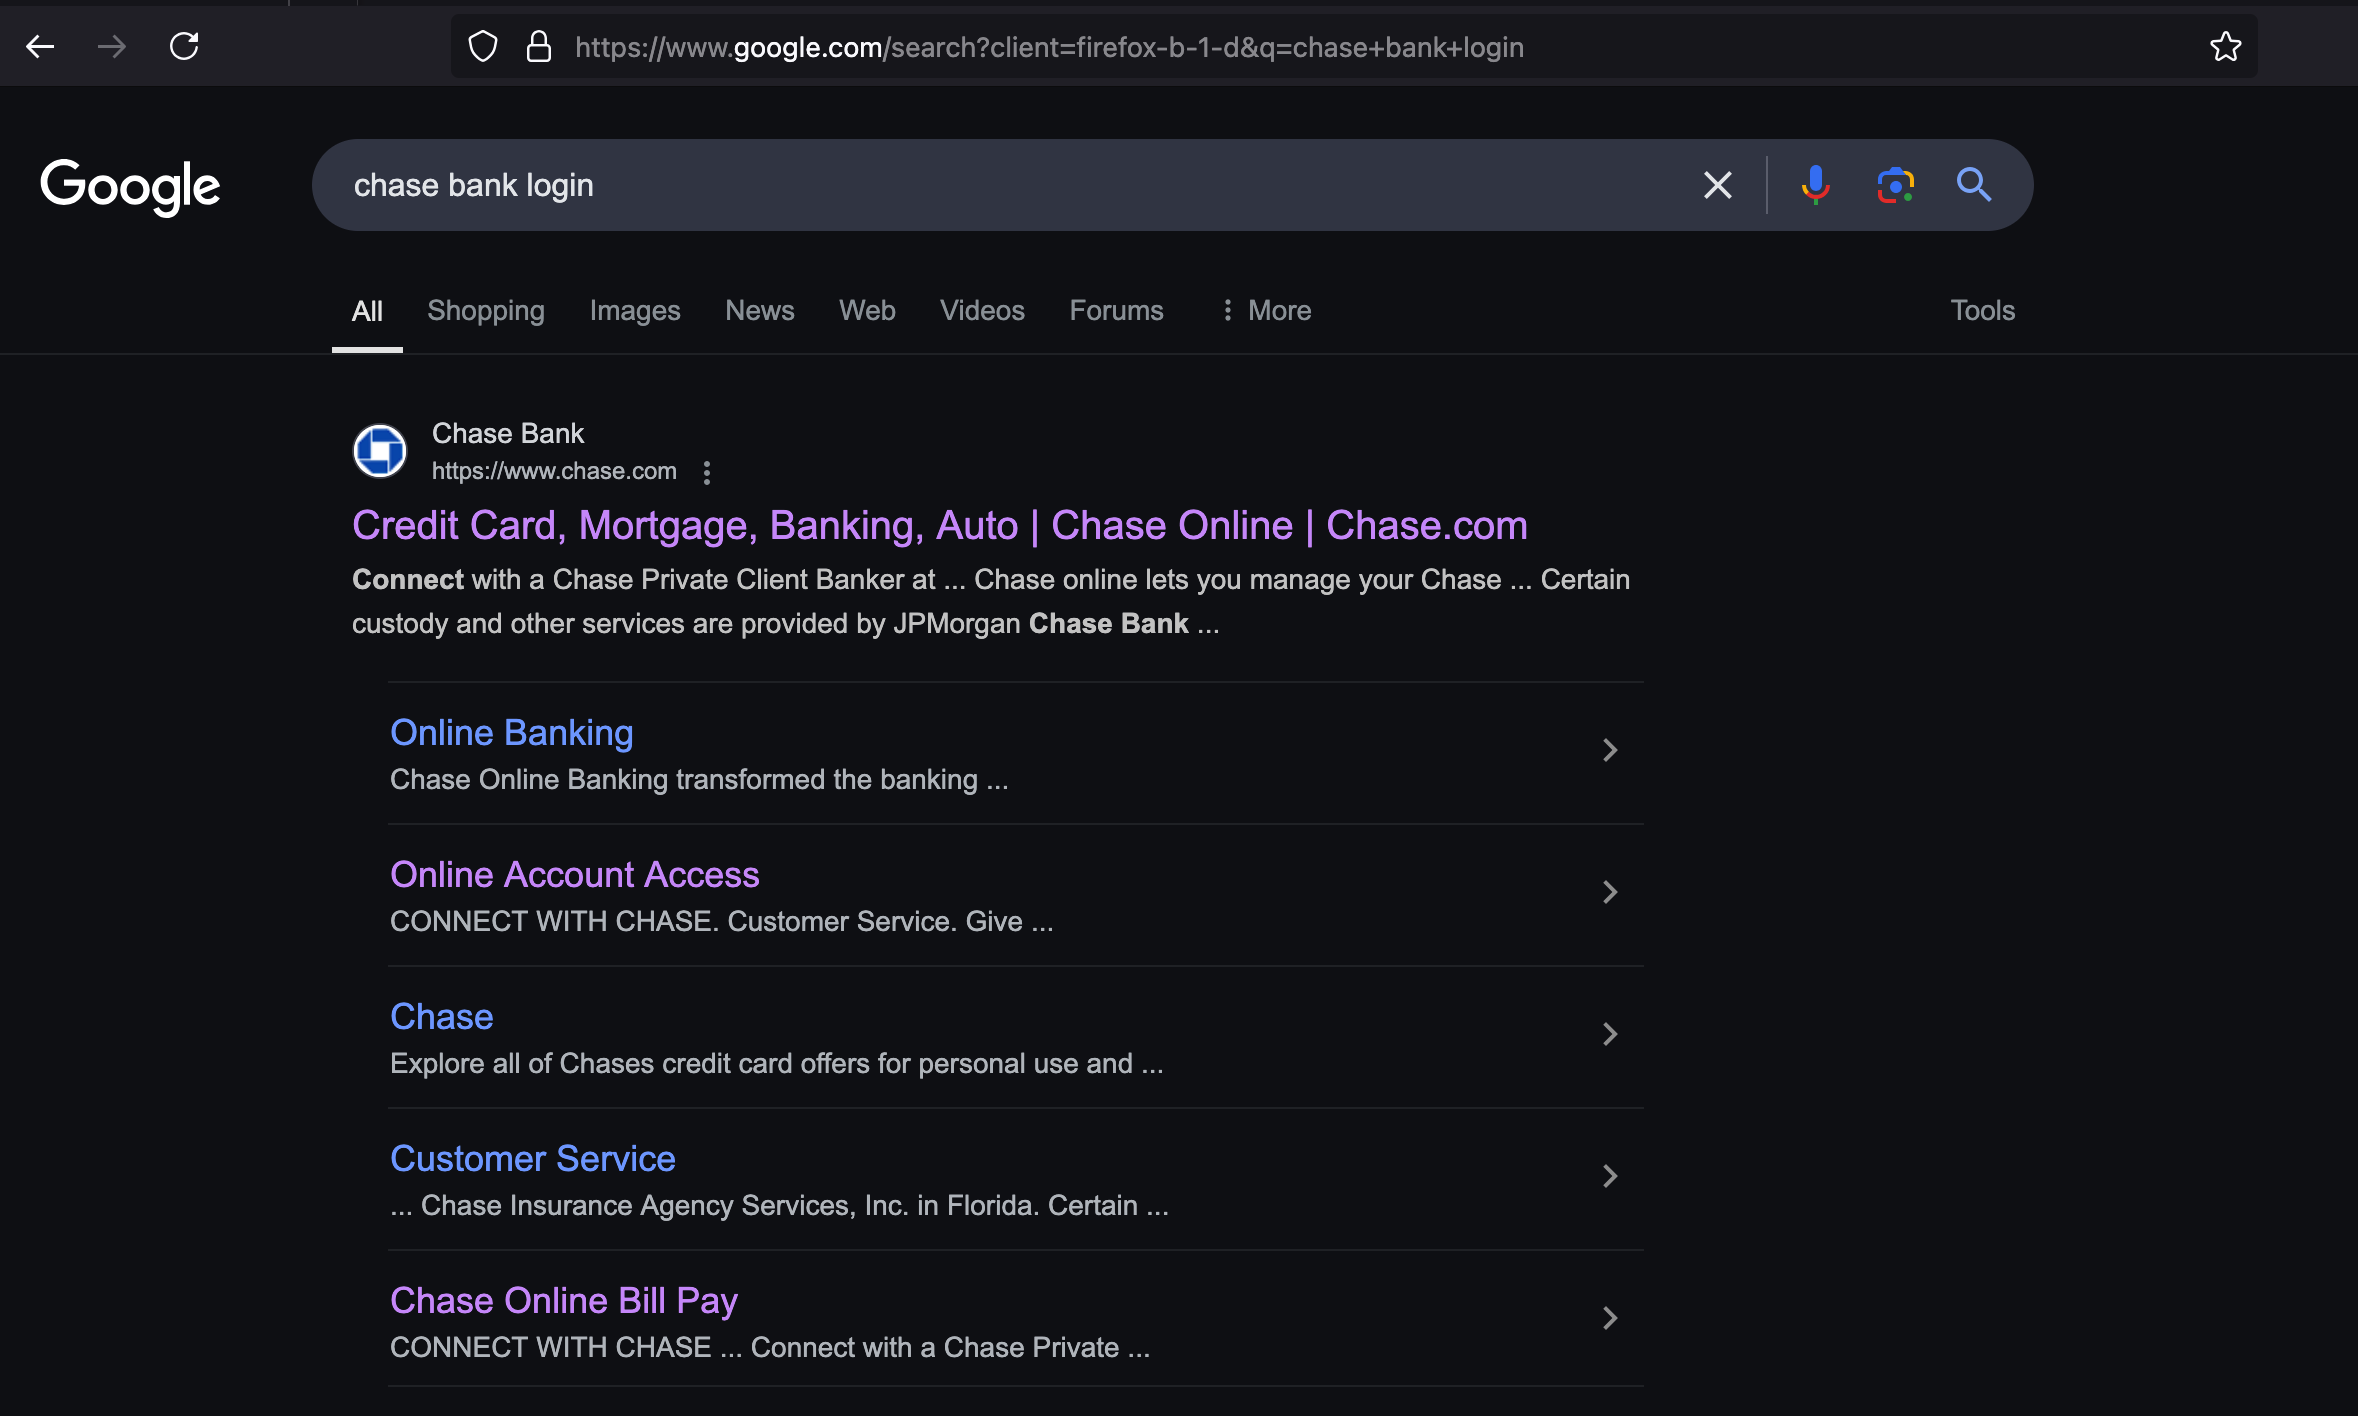 https://www.google.com/search?client=firefox-b-1-d&q=chase+bank+login
Google
chase bank login
All Shopping Images News Web Videos Forums More Tools
Chase Bank
https://www.chase.com
Credit Card, Mortgage, Banking, Auto | Chase Online | Chase.com
Connect with a Chase Private Client Banker at ... Chase online lets you manage your Chase ... Certain
custody and other services are provided by JPMorgan Chase Bank ...
Online Banking
Chase Online Banking transformed the banking ...
Online Account Access
CONNECT WITH CHASE. Customer Service. Give ...
Chase
Explore all of Chases credit card offers for personal use and ...
Customer Service
... Chase Insurance Agency Services, Inc. in Florida. Certain ...
Chase Online Bill Pay
CONNECT WITH CHASE ... Connect with a Chase Private ...